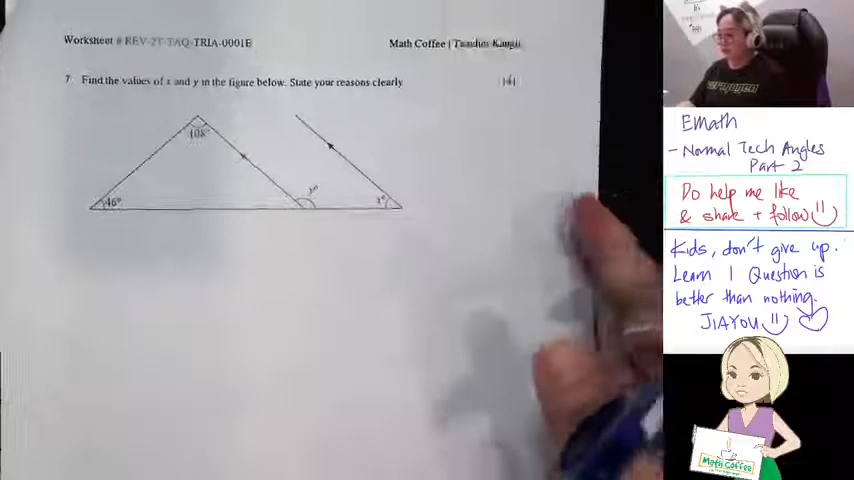 Worksheet # REV-2T-TAQ-TRIA-0001E
Math Coffee |
7 Find the values of x and y in the figure below. State your reasons clearly
[4]
108°
46°
y°
x°
EMath
- Normal Tech Angles
Part 2
Do help me like
& share + follow
Kids, don't give up.
Learn 1 Question is
better than nothing.
JIAYOU
Math Coffee